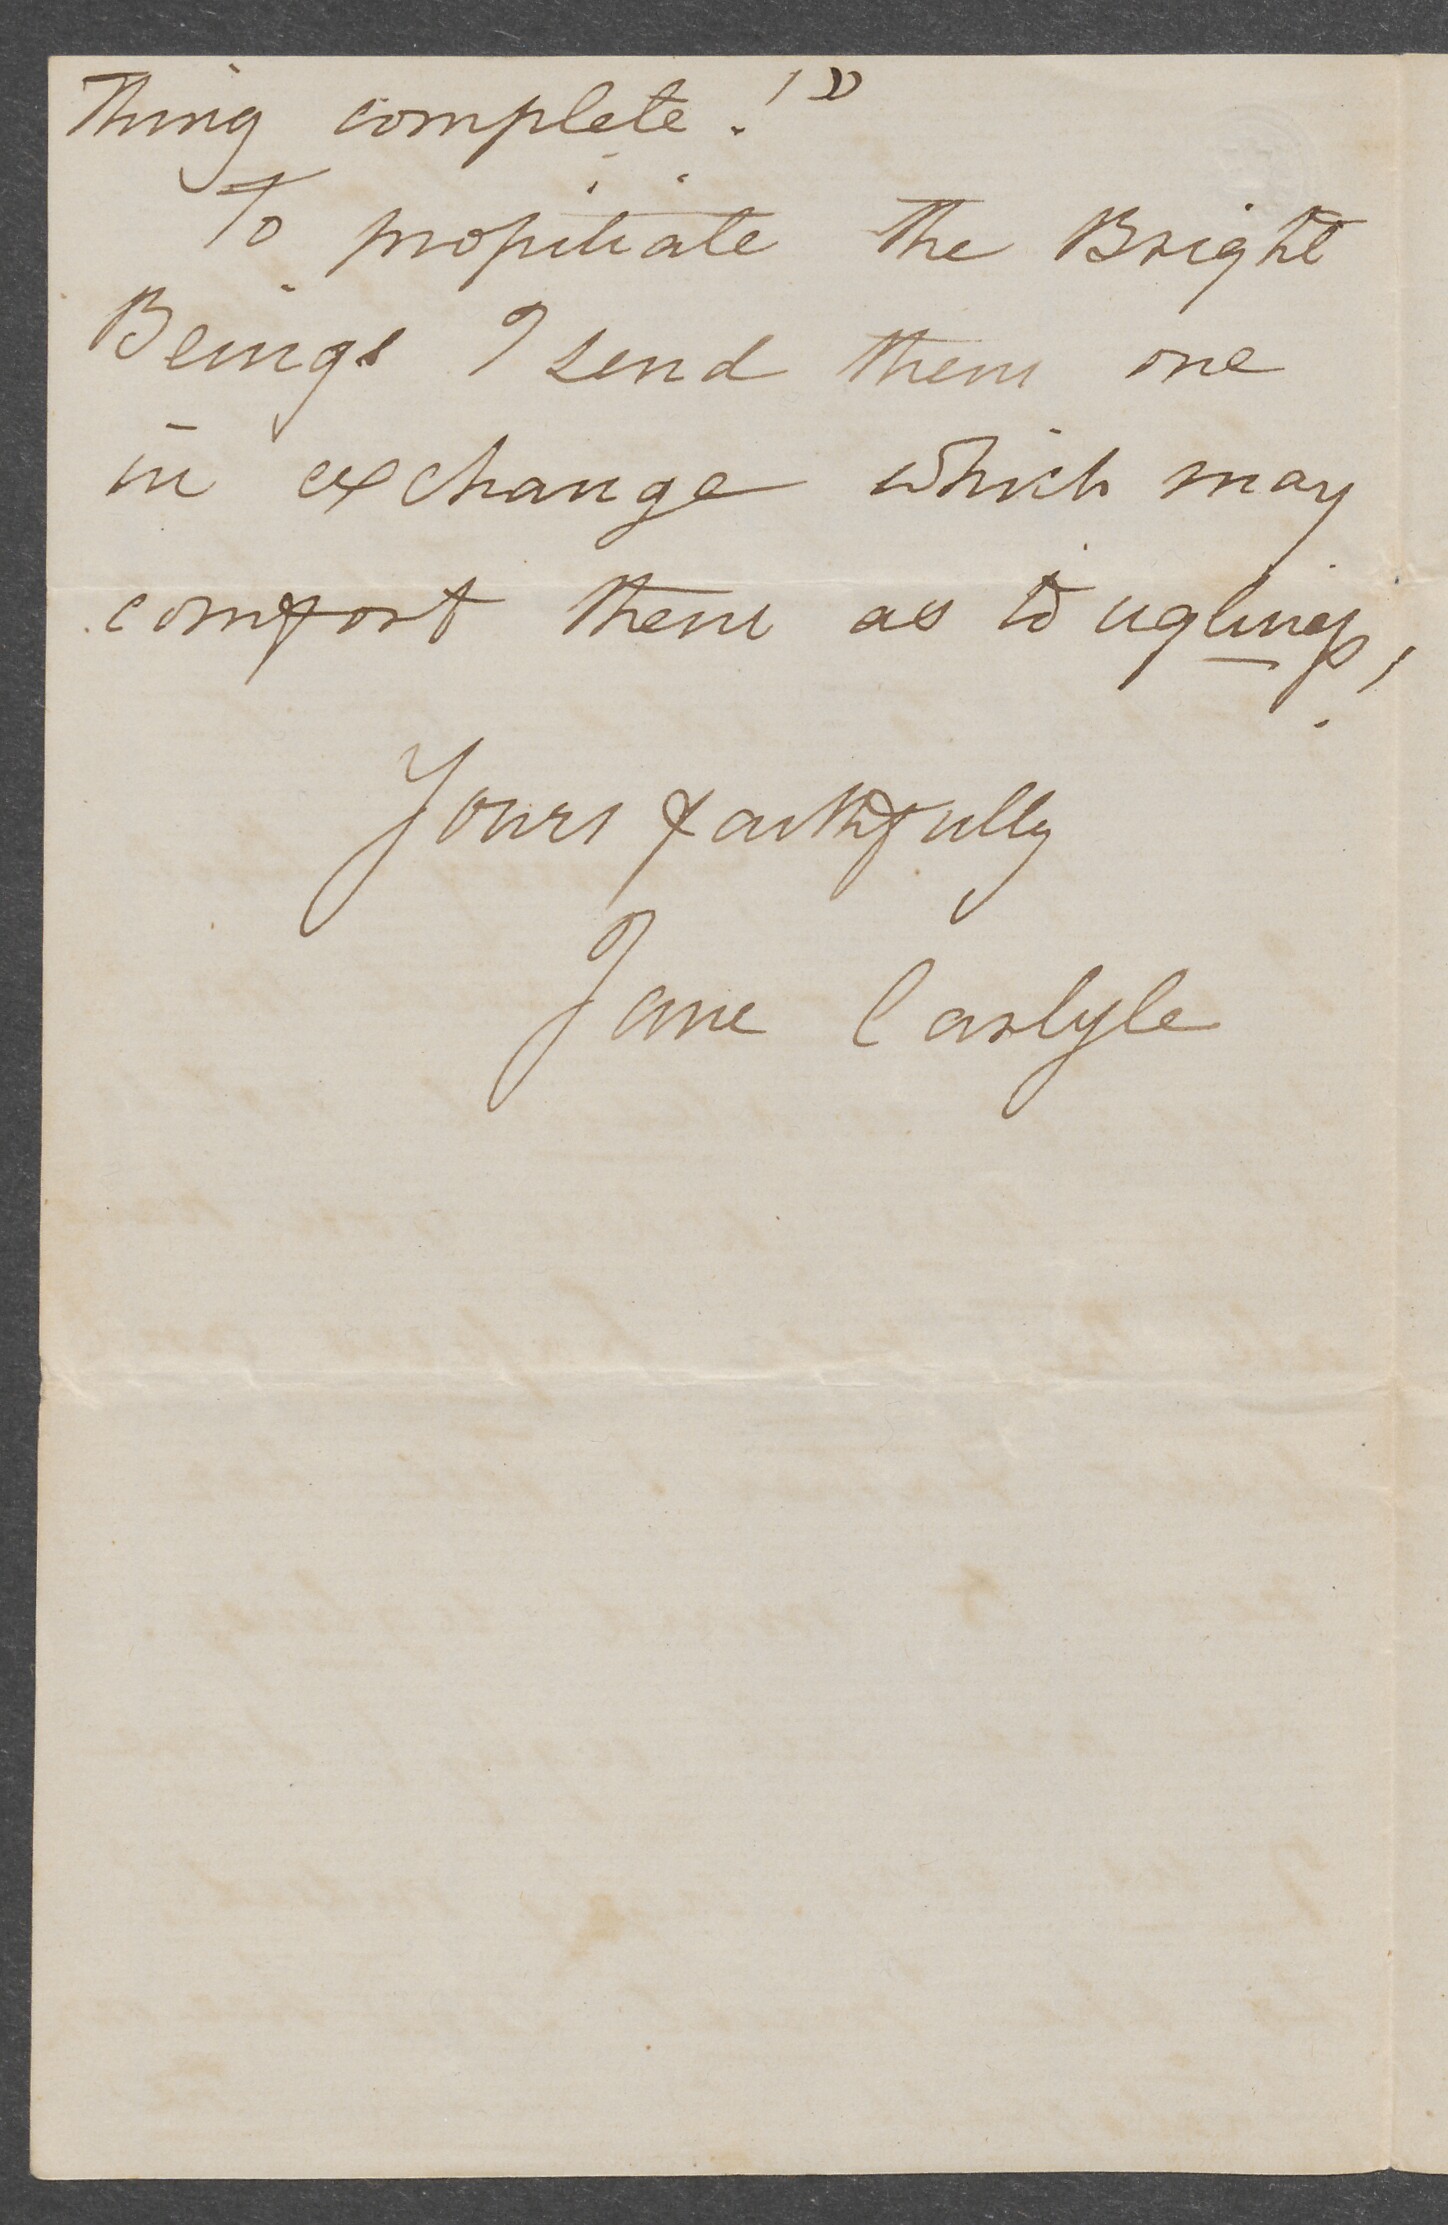 thing complete!"
To propitiate the Bright
Beings I send them one
in exchange which may
comfort them as to ugliness!
Yours faithfully
Jane Carlyle